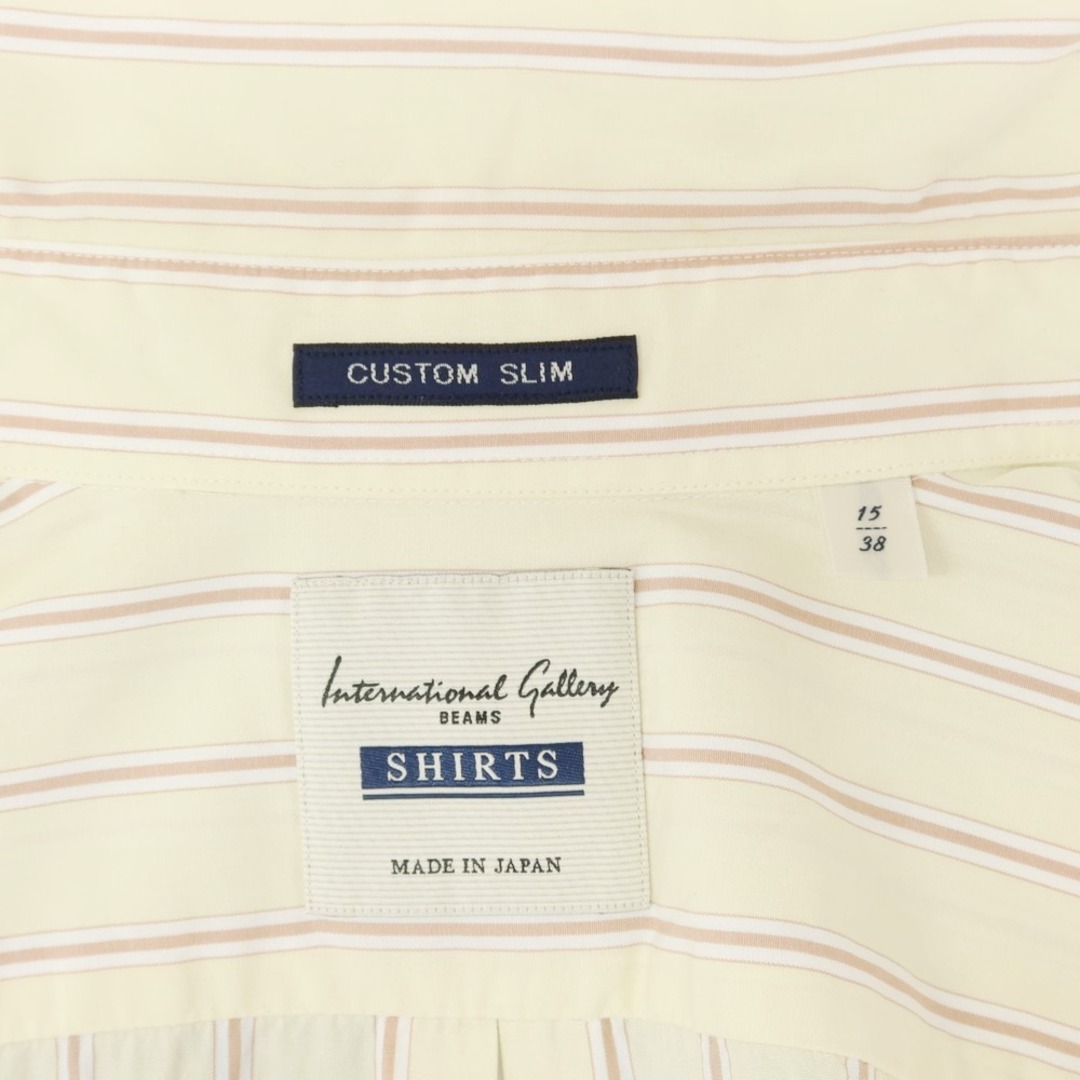 CUSTOM SLIM
15
38
International Gallery
BEAMS
SHIRTS
MADE IN JAPAN